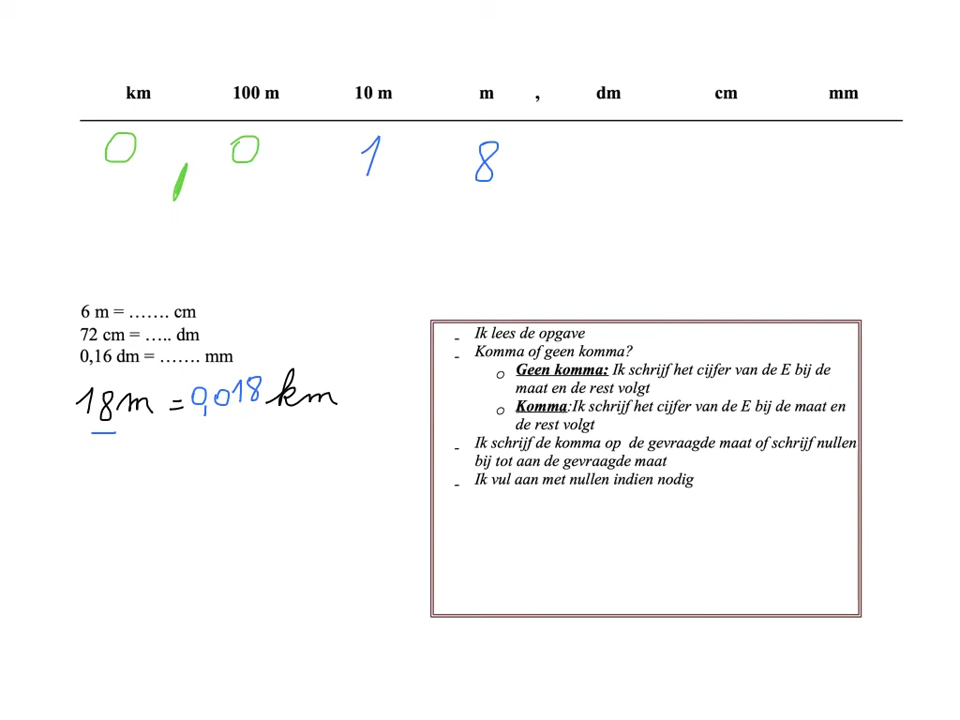 km 100 m 10 m m , dm cm mm
0 , 0 1 8
6 m = ……. cm
72 cm = ….. dm
0,16 dm = ……. mm
18m = 0,018 km
- Ik lees de opgave
- Komma of geen komma?
o Geen komma: Ik schrijf het cijfer van de E bij de
maat en de rest volgt
o Komma:Ik schrijf het cijfer van de E bij de maat en
de rest volgt
- Ik schrijf de komma op de gevraagde maat of schrijf nullen
bij tot aan de gevraagde maat
- Ik vul aan met nullen indien nodig